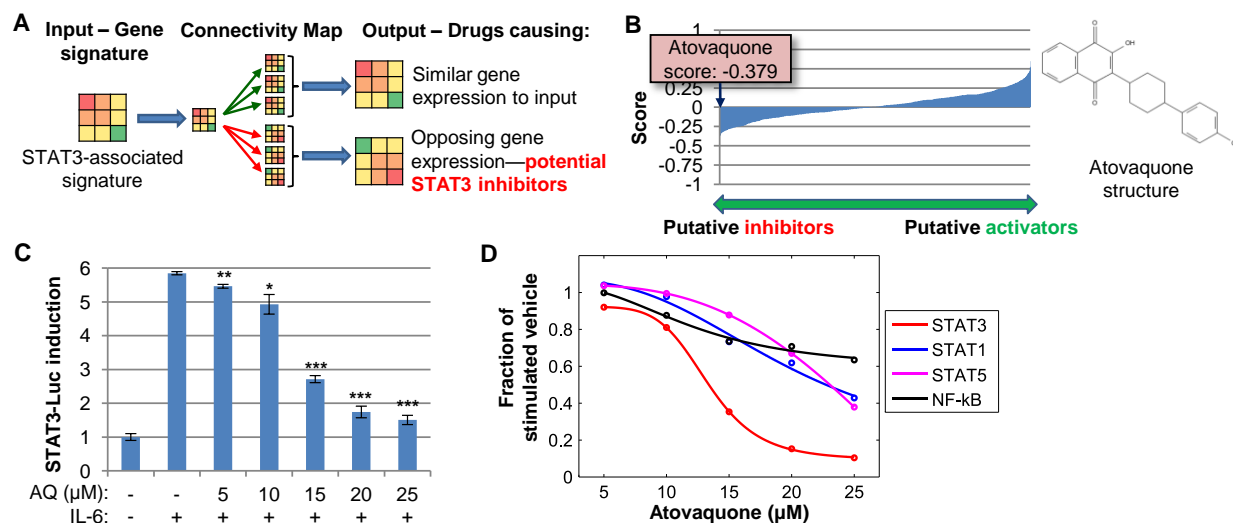 A
Input – Gene
signature
Connectivity Map
Output – Drugs causing:
STAT3-associated
signature
Similar gene
expression to input
Opposing gene
expression—potential
STAT3 inhibitors
B
Atovaquone
score: -0.379
Score
1
0.25
0
-0.25
-0.5
-0.75
-1
Putative inhibitors
Putative activators
O
OH
O
Atovaquone
structure
C
STAT3-Luc induction
6
5
4
3
2
1
0
** * *** *** ***
AQ (µM): - - 5 10 15 20 25
IL-6: - + + + + + +
D
Fraction of
stimulated vehicle
1
0.8
0.6
0.4
0.2
0
5 10 15 20 25
Atovaquone (µM)
STAT3
STAT1
STAT5
NF-kB